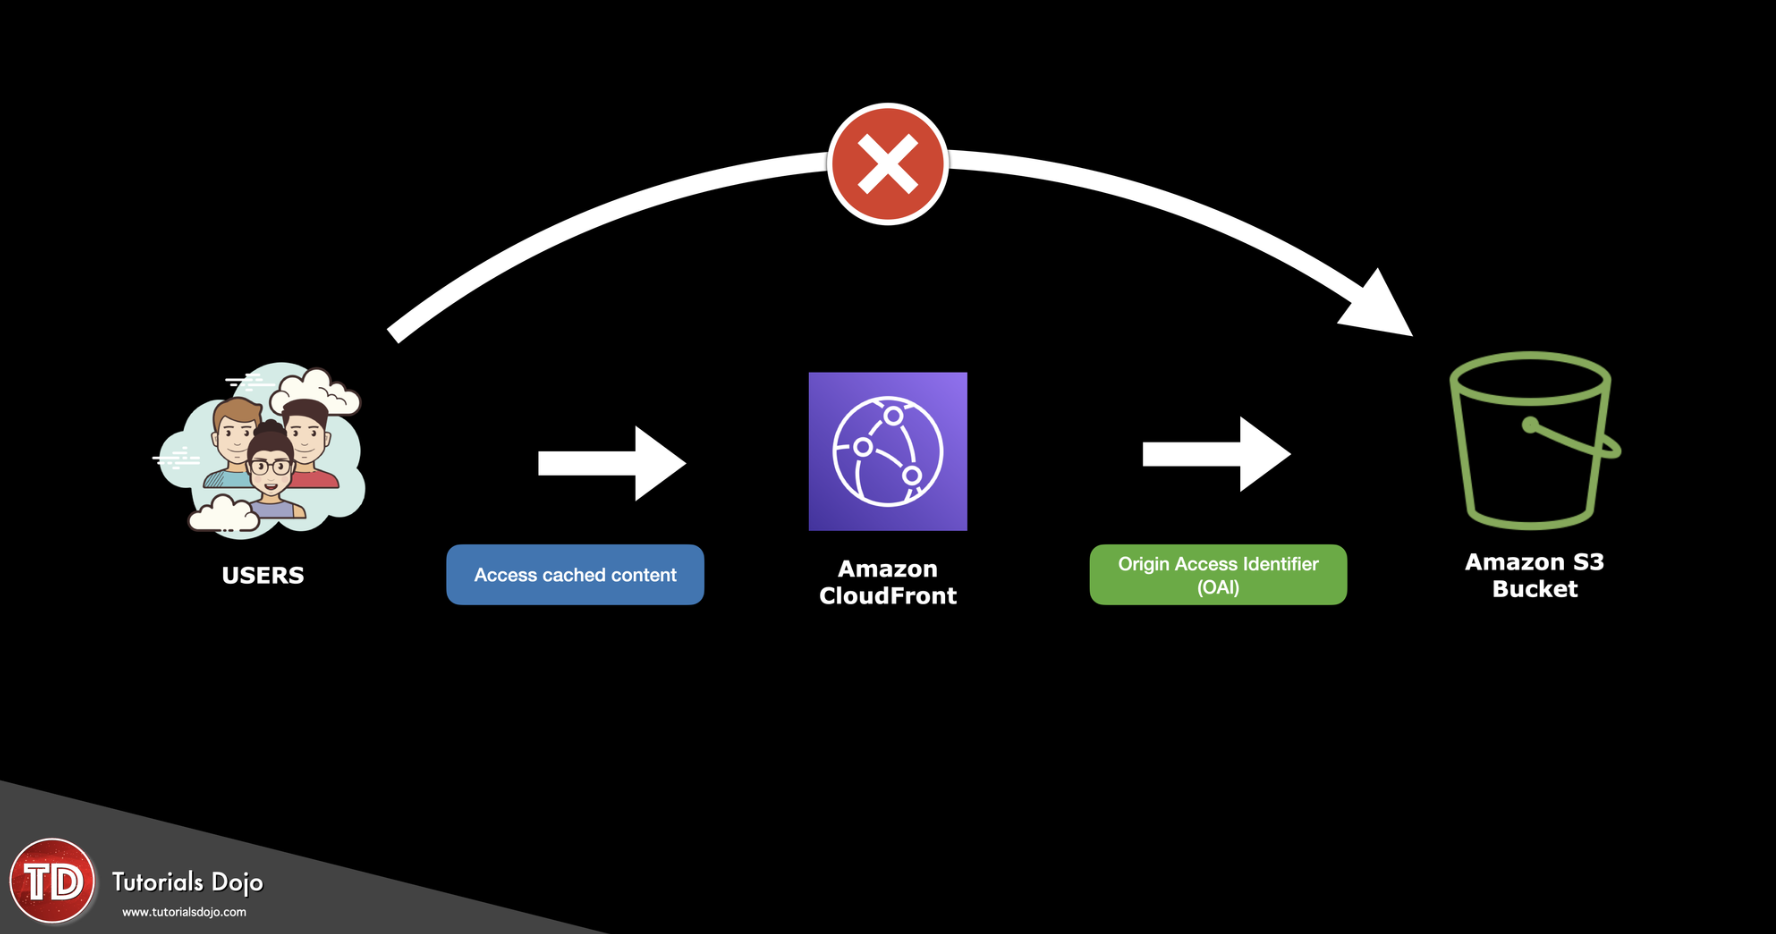 USERS
Access cached content
Amazon
CloudFront
Origin Access Identifier
(OAI)
Amazon S3
Bucket
TD
Tutorials Dojo
www.tutorialsdojo.com